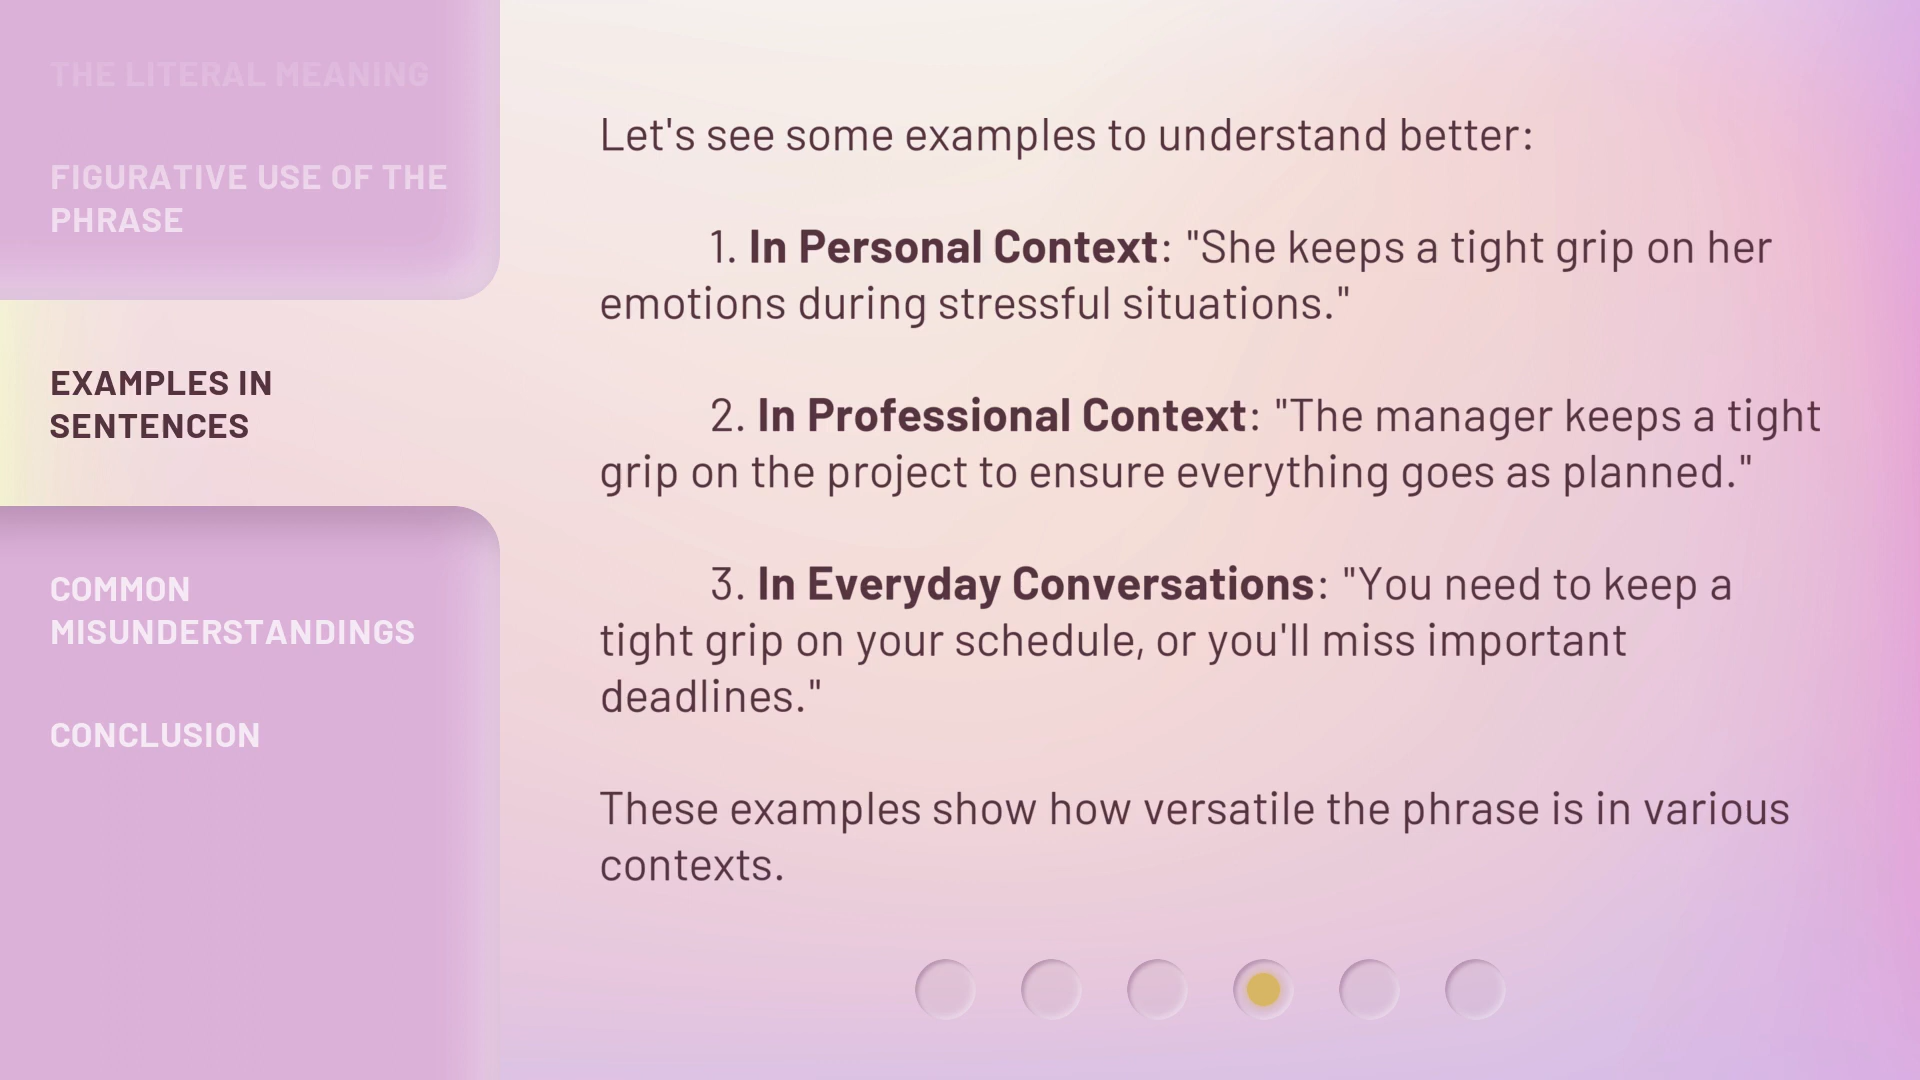 THE LITERAL MEANING
FIGURATIVE USE OF THE
PHRASE
EXAMPLES IN
SENTENCES
COMMON
MISUNDERSTANDINGS
CONCLUSION
Let's see some examples to understand better:
1. In Personal Context: "She keeps a tight grip on her
emotions during stressful situations."
2. In Professional Context: "The manager keeps a tight
grip on the project to ensure everything goes as planned."
3. In Everyday Conversations: "You need to keep a
tight grip on your schedule, or you'll miss important
deadlines."
These examples show how versatile the phrase is in various
contexts.